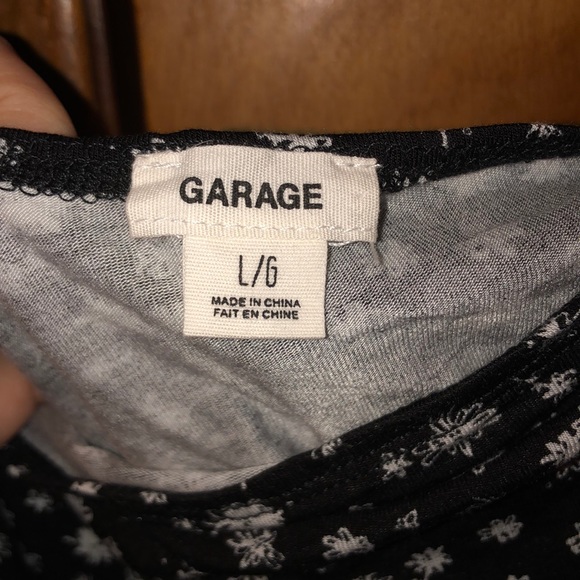 GARAGE
L/G
MADE IN CHINA
FAIT EN CHINE